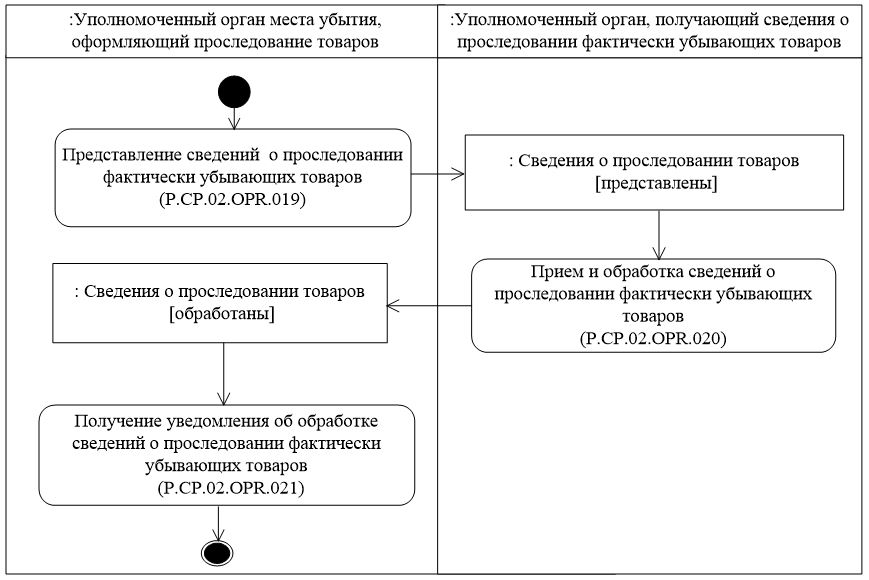 :Уполномоченный орган места убытия,
оформляющий проследование товаров
:Уполномоченный орган, получающий сведения о
проследовании фактически убывающих товаров
Представление сведений о проследовании
фактически убывающих товаров
(P.CP.02.OPR.019)
: Сведения о проследовании товаров
[представлены]
Прием и обработка сведений о
проследовании фактически убывающих
товаров
(P.CP.02.OPR.020)
: Сведения о проследовании товаров
[обработаны]
Получение уведомления об обработке
сведений о проследовании фактически
убывающих товаров
(P.CP.02.OPR.021)